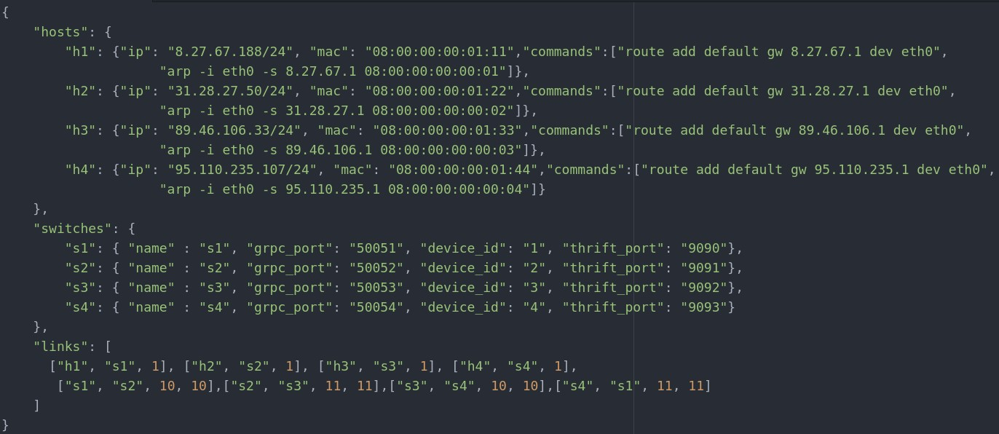 {
    "hosts": {
        "h1": {"ip": "8.27.67.188/24", "mac": "08:00:00:00:01:11","commands":["route add default gw 8.27.67.1 dev eth0",
                    "arp -i eth0 -s 8.27.67.1 08:00:00:00:00:01"]},
        "h2": {"ip": "31.28.27.50/24", "mac": "08:00:00:00:01:22","commands":["route add default gw 31.28.27.1 dev eth0",
                    "arp -i eth0 -s 31.28.27.1 08:00:00:00:00:02"]},
        "h3": {"ip": "89.46.106.33/24", "mac": "08:00:00:00:01:33","commands":["route add default gw 89.46.106.1 dev eth0",
                    "arp -i eth0 -s 89.46.106.1 08:00:00:00:00:03"]},
        "h4": {"ip": "95.110.235.107/24", "mac": "08:00:00:00:01:44","commands":["route add default gw 95.110.235.1 dev eth0",
                    "arp -i eth0 -s 95.110.235.1 08:00:00:00:00:04"]}
    },
    "switches": {
        "s1": { "name" : "s1", "grpc_port": "50051", "device_id": "1", "thrift_port": "9090"},
        "s2": { "name" : "s2", "grpc_port": "50052", "device_id": "2", "thrift_port": "9091"},
        "s3": { "name" : "s3", "grpc_port": "50053", "device_id": "3", "thrift_port": "9092"},
        "s4": { "name" : "s4", "grpc_port": "50054", "device_id": "4", "thrift_port": "9093"}
    },
    "links": [
      ["h1", "s1", 1], ["h2", "s2", 1], ["h3", "s3", 1], ["h4", "s4", 1],
       ["s1", "s2", 10, 10],["s2", "s3", 11, 11],["s3", "s4", 10, 10],["s4", "s1", 11, 11]
    ]
}